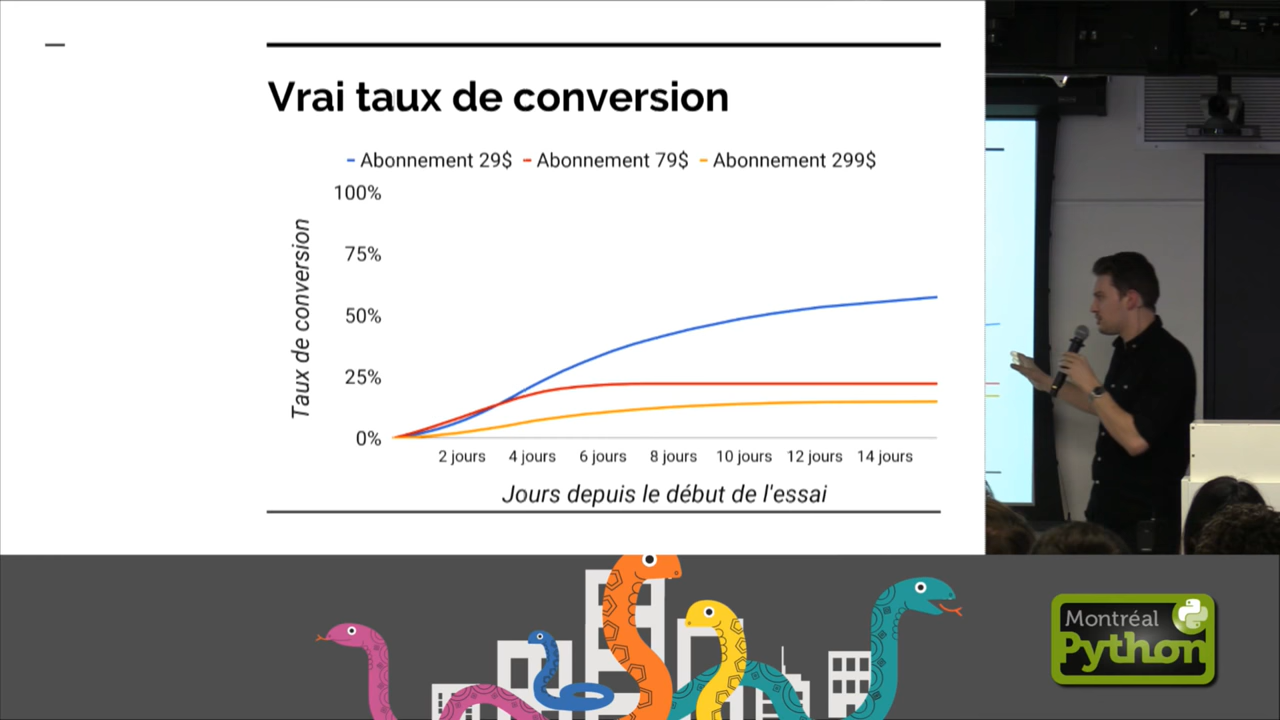 Vrai taux de conversion
Abonnement 29$ Abonnement 79$ Abonnement 299$
Taux de conversion
100%
75%
50%
25%
0%
2 jours 4 jours 6 jours 8 jours 10 jours 12 jours 14 jours
Jours depuis le début de l'essai
Montréal
Python